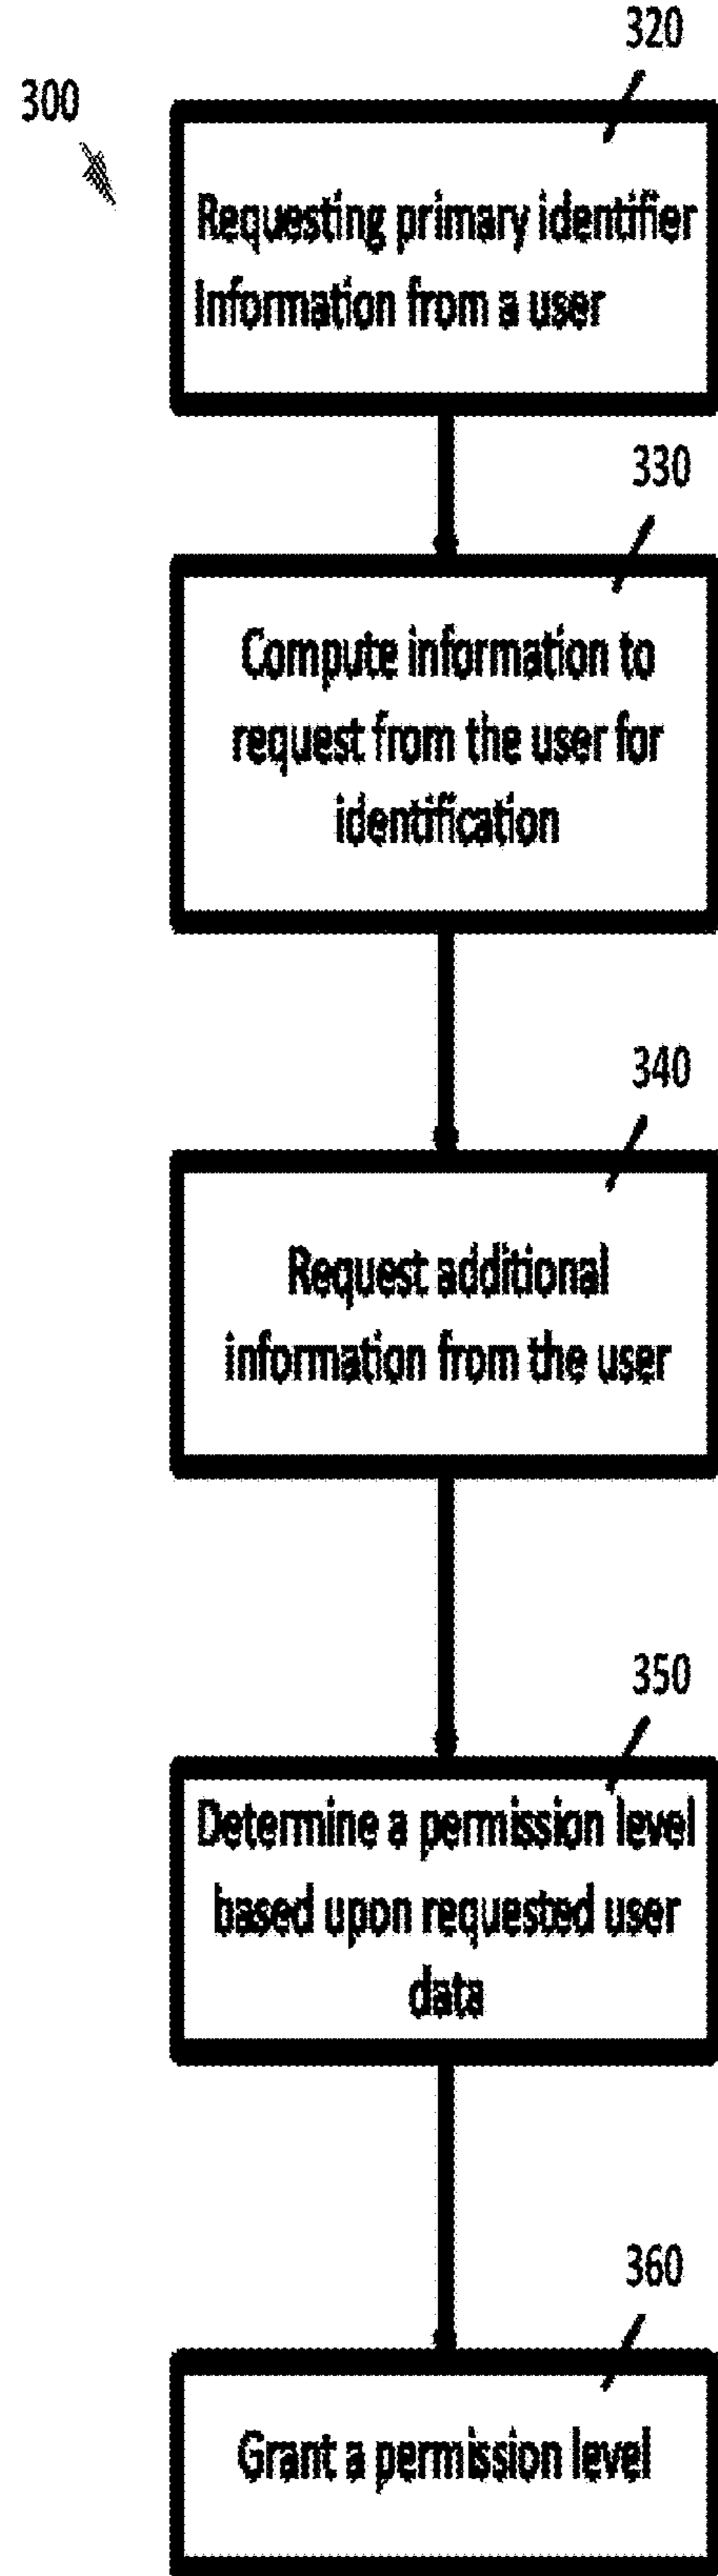 320
300
Requesting primary identifier
Information from a user
330
Compute information to
request from the user for
identification
340
Request additional
information from the user
350
Determine a permission level
based upon requested user
data
360
Grant a permission level